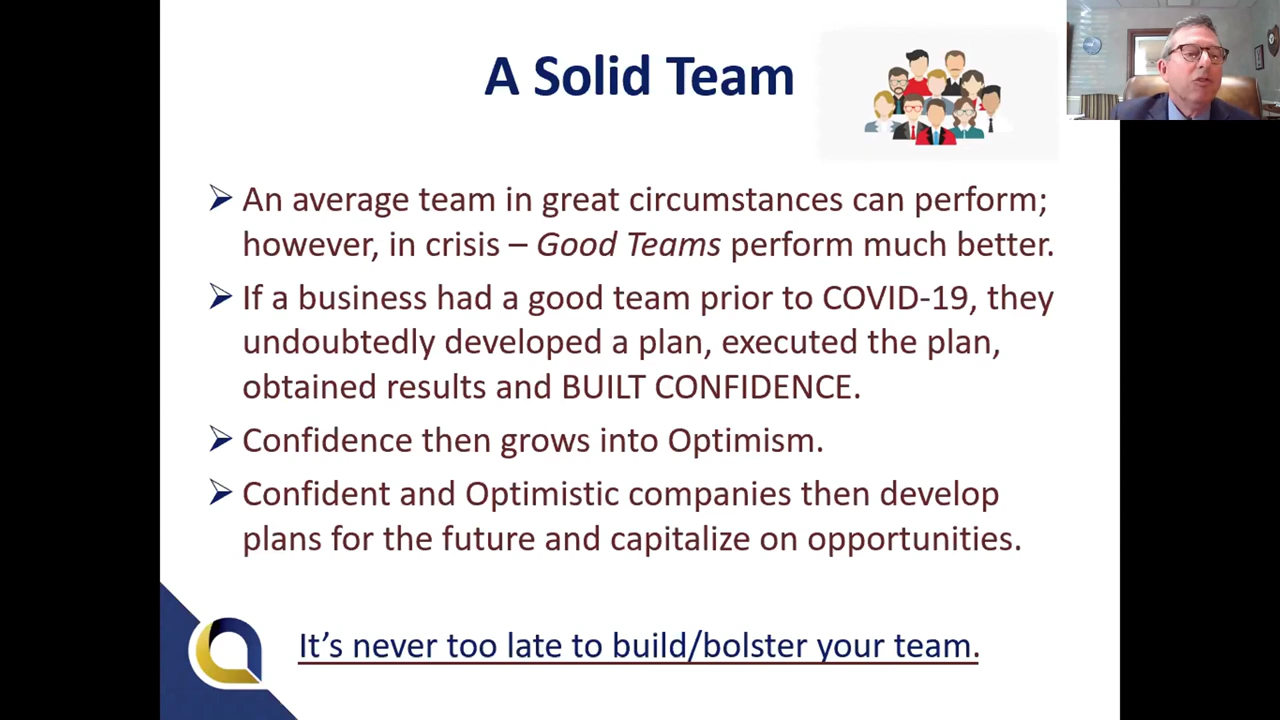 A Solid Team
➢ An average team in great circumstances can perform;
however, in crisis – Good Teams perform much better.
➢ If a business had a good team prior to COVID-19, they
undoubtedly developed a plan, executed the plan,
obtained results and BUILT CONFIDENCE.
➢ Confidence then grows into Optimism.
➢ Confident and Optimistic companies then develop
plans for the future and capitalize on opportunities.
It's never too late to build/bolster your team.